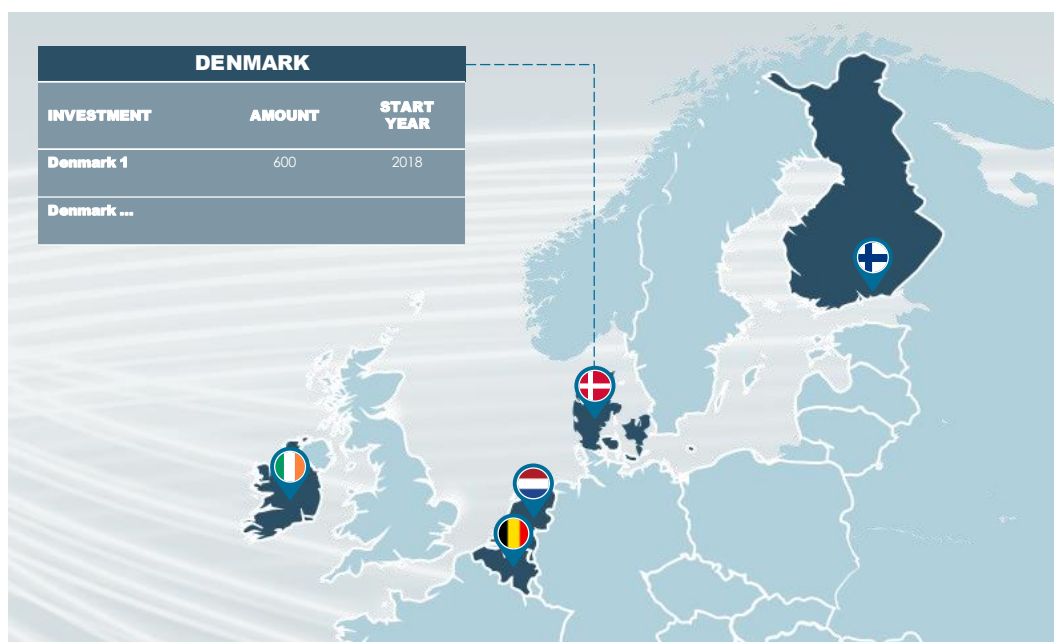 DENMARK
INVESTMENT AMOUNT START YEAR
Denmark 1 600 2018
Denmark ...